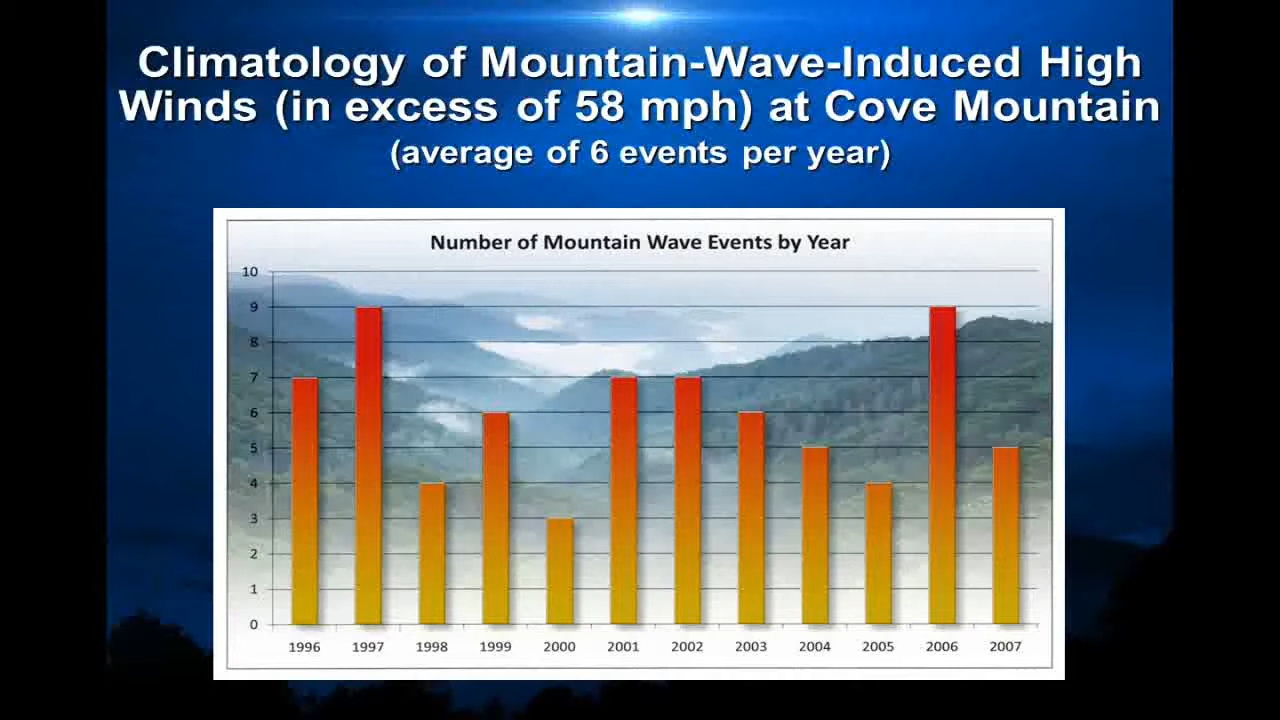 Climatology of Mountain-Wave-Induced High
Winds (in excess of 58 mph) at Cove Mountain
(average of 6 events per year)
Number of Mountain Wave Events by Year
10
9
8
7
6
5
4
3
2
1
0
1996 1997 1998 1999 2000 2001 2002 2003 2004 2005 2006 2007